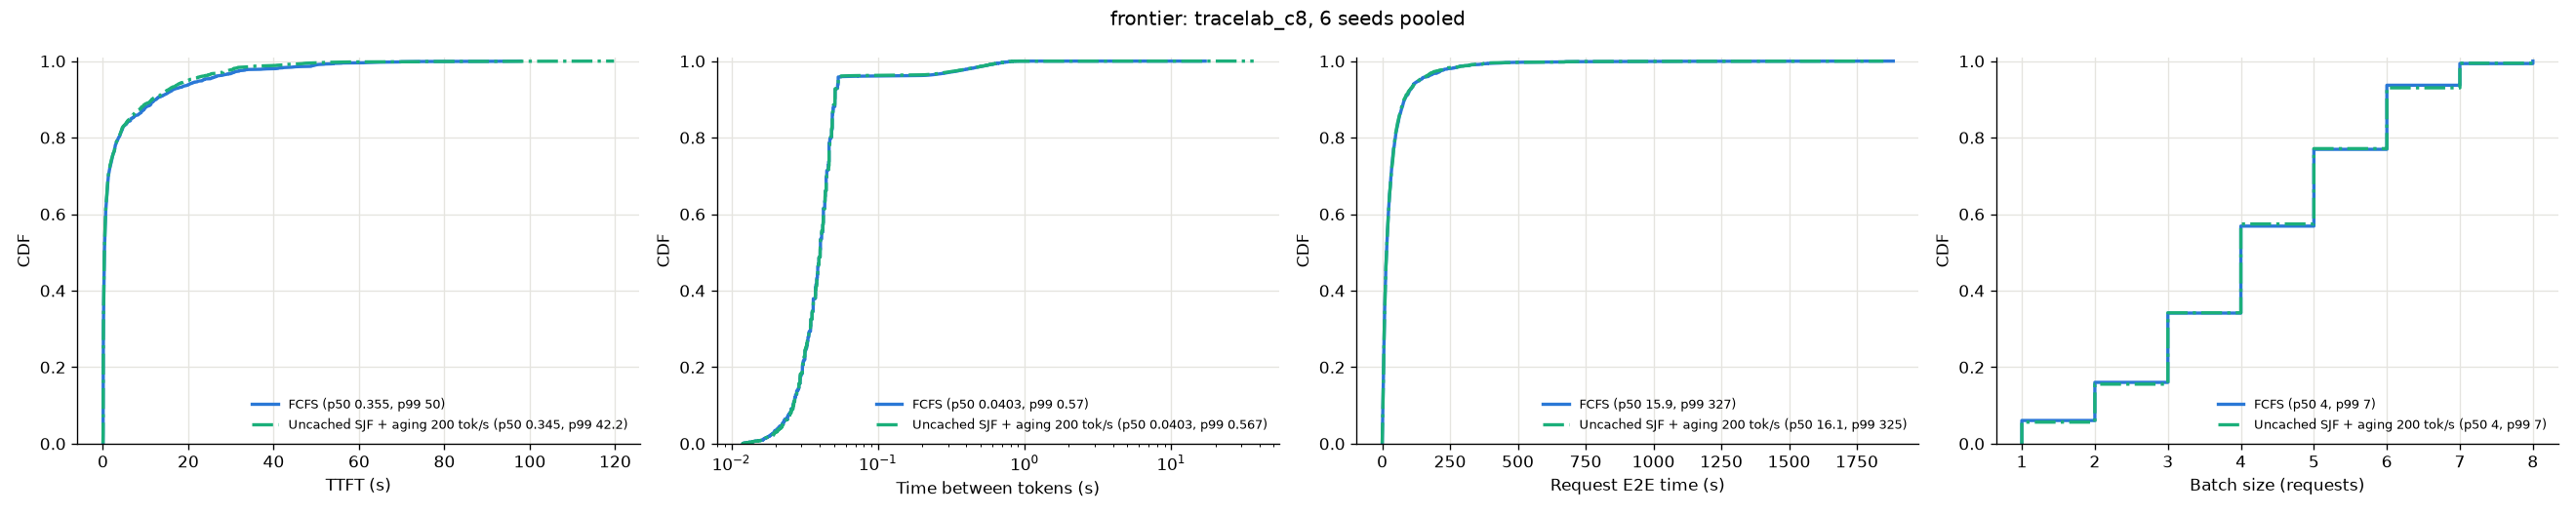 frontier: tracelab_c8, 6 seeds pooled
CDF
1.0
0.8
0.6
0.4
0.2
0.0
FCFS (p50 0.355, p99 50)
Uncached SJF + aging 200 tok/s (p50 0.345, p99 42.2)
0 20 40 60 80 100 120
TTFT (s)
CDF
1.0
0.8
0.6
0.4
0.2
0.0
FCFS (p50 0.0403, p99 0.57)
Uncached SJF + aging 200 tok/s (p50 0.0403, p99 0.567)
10⁻² 10⁻¹ 10⁰ 10¹
Time between tokens (s)
CDF
1.0
0.8
0.6
0.4
0.2
0.0
FCFS (p50 15.9, p99 327)
Uncached SJF + aging 200 tok/s (p50 16.1, p99 325)
0 250 500 750 1000 1250 1500 1750
Request E2E time (s)
CDF
1.0
0.8
0.6
0.4
0.2
0.0
FCFS (p50 4, p99 7)
Uncached SJF + aging 200 tok/s (p50 4, p99 7)
1 2 3 4 5 6 7 8
Batch size (requests)